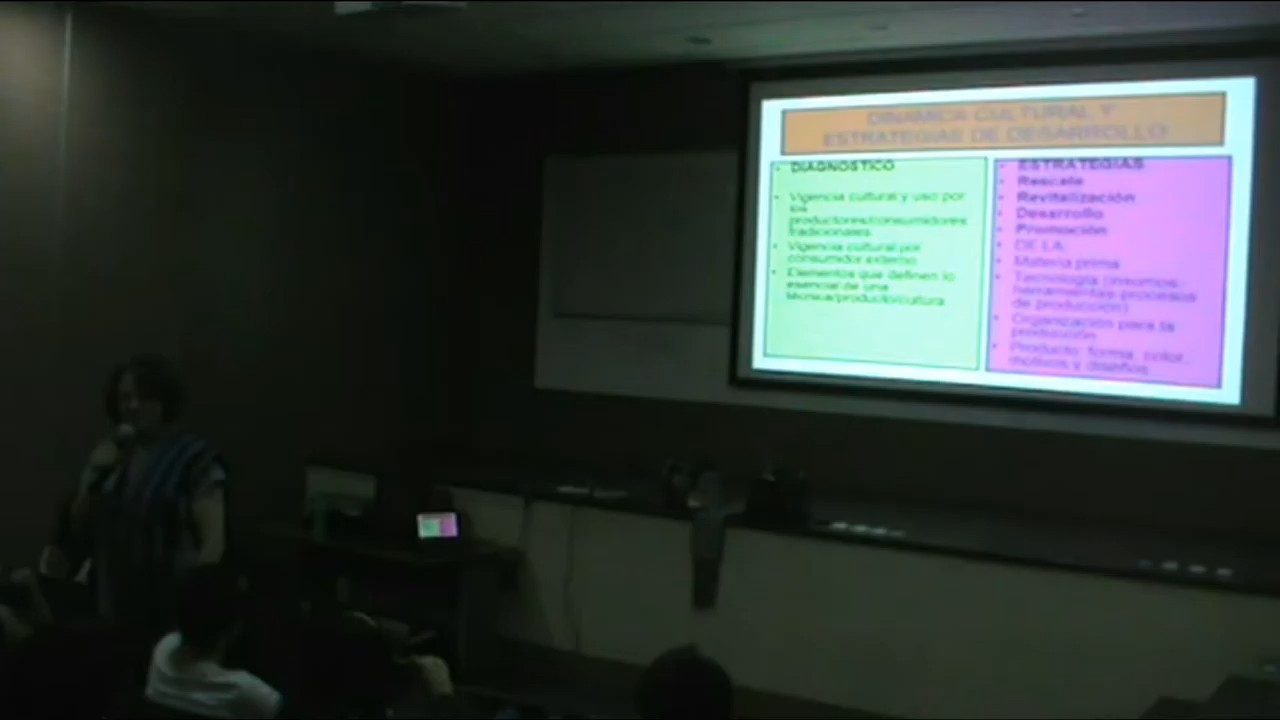 DINAMICA CULTURAL Y
ESTRATEGIAS DE DESARROLLO
• DIAGNOSTICO
• Vigencia cultural y uso por
los
productores/consumidores
tradicionales
• Vigencia cultural por
consumidor externo
• Elementos que definen lo
esencial de una
técnica/producto/cultura
• ESTRATEGIAS
• Rescate
• Revitalización
• Desarrollo
• Promoción
• DE LA:
• Materia prima
• Tecnología (insumos-
herramientas-procesos
de producción)
• Organización para la
producción
• Producto: forma, color,
motivos y diseños